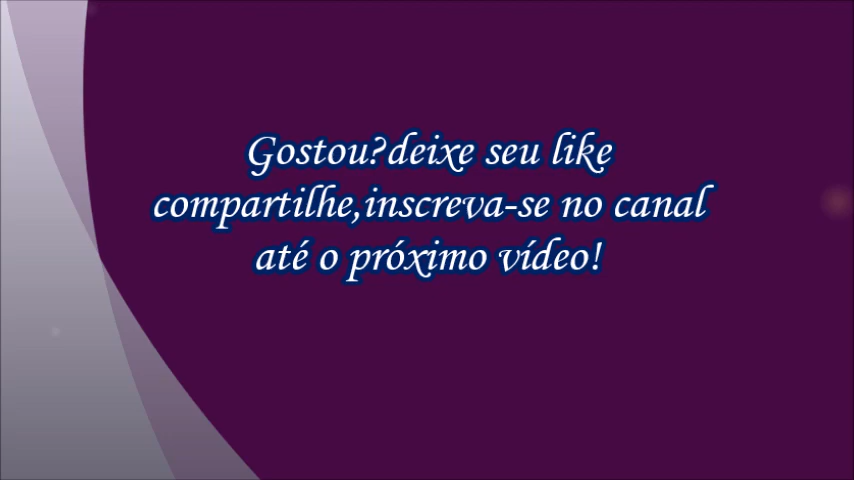 Gostou?deixe seu like
compartilhe,inscreva-se no canal
até o próximo vídeo!